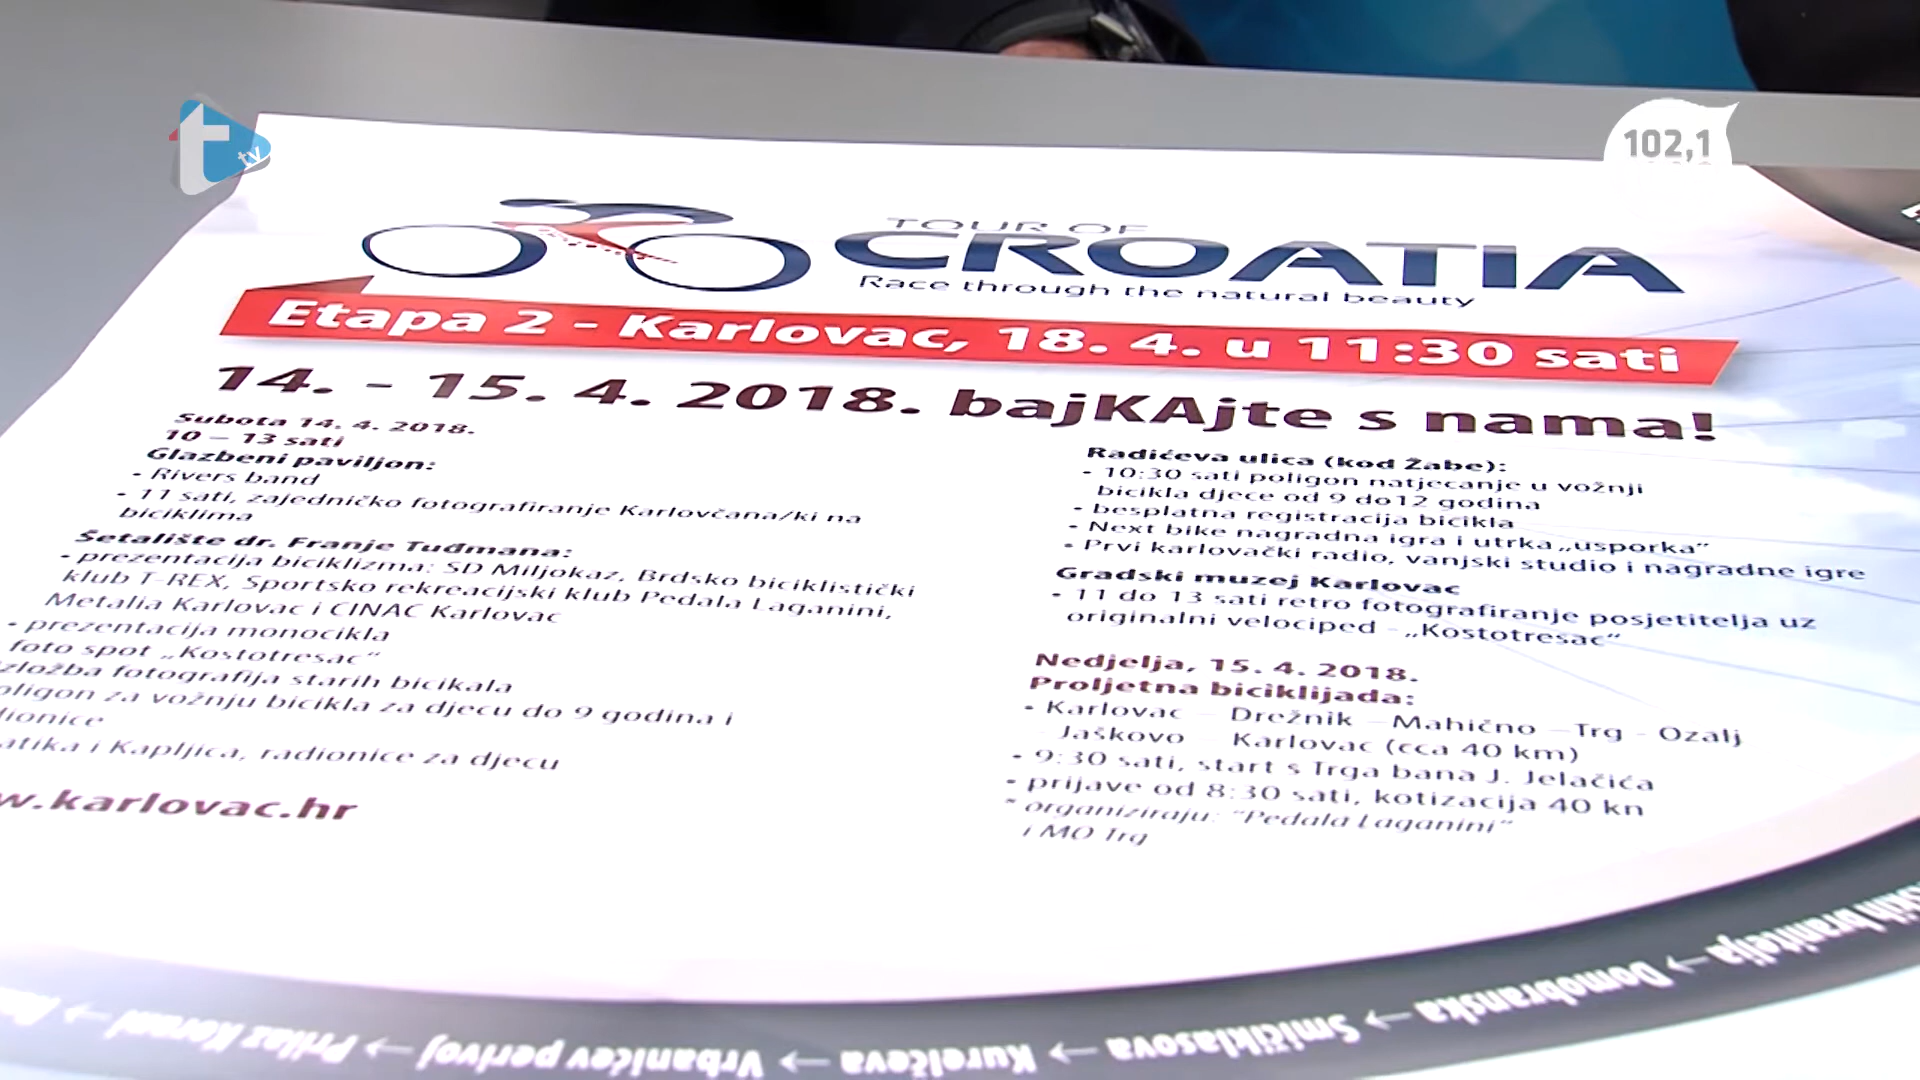 t tv
102,1
TOUR OF
CROATIA
Race through the natural beauty
Etapa 2 - Karlovac, 18. 4. u 11:30 sati
14. - 15. 4. 2018. bajKAjte s nama!
Subota 14. 4. 2018.
10 – 13 sati
Glazbeni paviljon:
- Rivers band
- 11 sati, zajedničko fotografiranje Karlovčana/ki na
biciklima
Šetalište dr. Franje Tuđmana:
- prezentacija biciklizma: SD Miljokaz, Brdsko biciklistički
klub T-REX, Sportsko rekreacijski klub Pedala Laganini,
Metalia Karlovac i CINAC Karlovac
- prezentacija monocikla
foto spot „Kostotresac“
zložba fotografija starih bicikala
oligon za vožnju bicikla za djecu do 9 godina i
dionice
atika i Kapljica, radionice za djecu
w.karlovac.hr
Radićeva ulica (kod Žabe):
- 10:30 sati poligon natjecanje u vožnji
bicikla djece od 9 do12 godina
- besplatna registracija bicikla
- Next bike nagradna igra i utrka „usporka“
- Prvi karlovački radio, vanjski studio i nagradne igre
Gradski muzej Karlovac
- 11 do 13 sati retro fotografiranje posjetitelja uz
originalni velociped - „Kostotresac“
Nedjelja, 15. 4. 2018.
Proljetna biciklijada:
- Karlovac – Drežnik – Mahično – Trg - Ozalj
- Jaškovo – Karlovac (cca 40 km)
- 9:30 sati, start s Trga bana J. Jelačića
- prijave od 8:30 sati, kotizacija 40 kn
* organiziraju: “Pedala Laganini”
i MO Trg
branitelja → Domobranska → Smičiklasova → Kurelčeva → Vrbanićev perivoj → Prilaz Kerani →